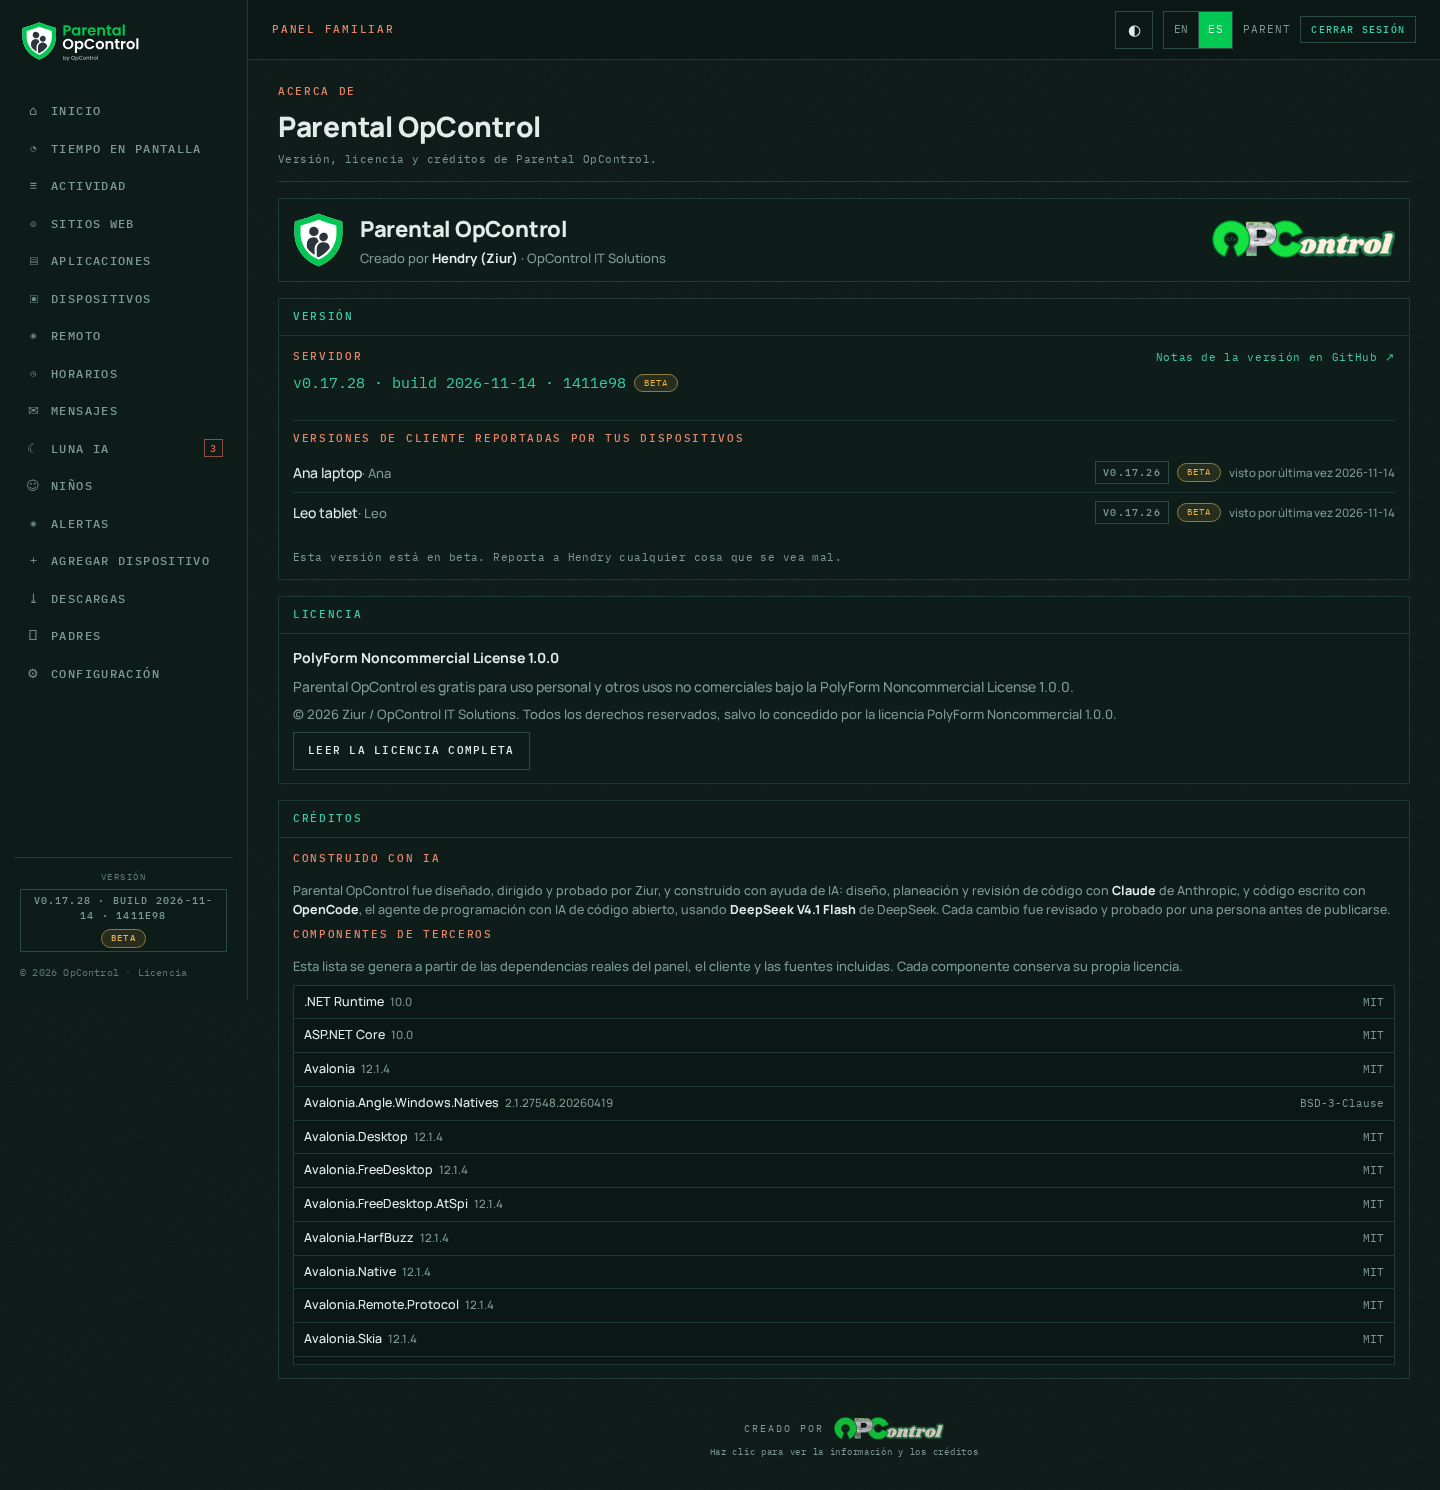 Parental
OpControl
by OpControl
INICIO
TIEMPO EN PANTALLA
ACTIVIDAD
SITIOS WEB
APLICACIONES
DISPOSITIVOS
REMOTO
HORARIOS
MENSAJES
LUNA IA 3
NIÑOS
ALERTAS
+ AGREGAR DISPOSITIVO
DESCARGAS
PADRES
CONFIGURACIÓN
VERSIÓN
V0.17.28 · BUILD 2026-11-
14 · 1411E98
BETA
© 2026 OpControl · Licencia
PANEL FAMILIAR
EN ES PARENT CERRAR SESIÓN
ACERCA DE
Parental OpControl
Versión, licencia y créditos de Parental OpControl.
Parental OpControl
Creado por Hendry (Ziur) · OpControl IT Solutions
OPControl
VERSIÓN
SERVIDOR
Notas de la versión en GitHub ↗
v0.17.28 · build 2026-11-14 · 1411e98 BETA
VERSIONES DE CLIENTE REPORTADAS POR TUS DISPOSITIVOS
Ana laptop · Ana V0.17.26 BETA visto por última vez 2026-11-14
Leo tablet · Leo V0.17.26 BETA visto por última vez 2026-11-14
Esta versión está en beta. Reporta a Hendry cualquier cosa que se vea mal.
LICENCIA
PolyForm Noncommercial License 1.0.0
Parental OpControl es gratis para uso personal y otros usos no comerciales bajo la PolyForm Noncommercial License 1.0.0.
© 2026 Ziur / OpControl IT Solutions. Todos los derechos reservados, salvo lo concedido por la licencia PolyForm Noncommercial 1.0.0.
LEER LA LICENCIA COMPLETA
CRÉDITOS
CONSTRUIDO CON IA
Parental OpControl fue diseñado, dirigido y probado por Ziur, y construido con ayuda de IA: diseño, planeación y revisión de código con Claude de Anthropic, y código escrito con
OpenCode, el agente de programación con IA de código abierto, usando DeepSeek V4.1 Flash de DeepSeek. Cada cambio fue revisado y probado por una persona antes de publicarse.
COMPONENTES DE TERCEROS
Esta lista se genera a partir de las dependencias reales del panel, el cliente y las fuentes incluidas. Cada componente conserva su propia licencia.
.NET Runtime 10.0 MIT
ASP.NET Core 10.0 MIT
Avalonia 12.1.4 MIT
Avalonia.Angle.Windows.Natives 2.1.27548.20260419 BSD-3-Clause
Avalonia.Desktop 12.1.4 MIT
Avalonia.FreeDesktop 12.1.4 MIT
Avalonia.FreeDesktop.AtSpi 12.1.4 MIT
Avalonia.HarfBuzz 12.1.4 MIT
Avalonia.Native 12.1.4 MIT
Avalonia.Remote.Protocol 12.1.4 MIT
Avalonia.Skia 12.1.4 MIT
CREADO POR OPControl
Haz clic para ver la información y los créditos